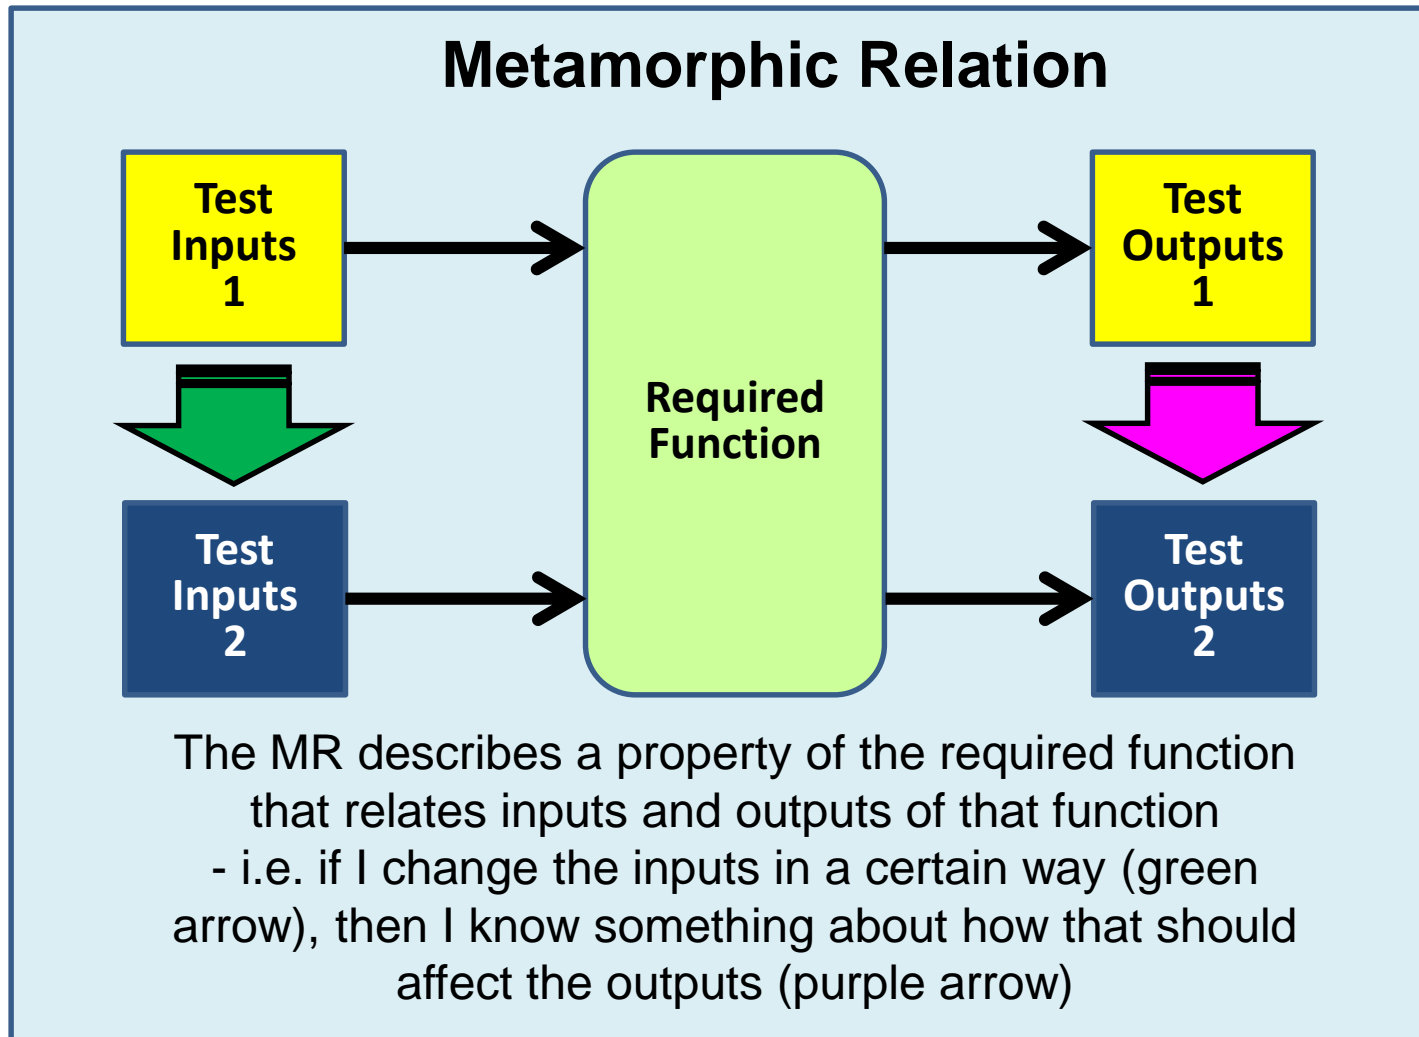 Metamorphic Relation
Test
Inputs
1
Test
Outputs
1
Required
Function
Test
Inputs
2
Test
Outputs
2
The MR describes a property of the required function
that relates inputs and outputs of that function
- i.e. if I change the inputs in a certain way (green
arrow), then I know something about how that should
affect the outputs (purple arrow)